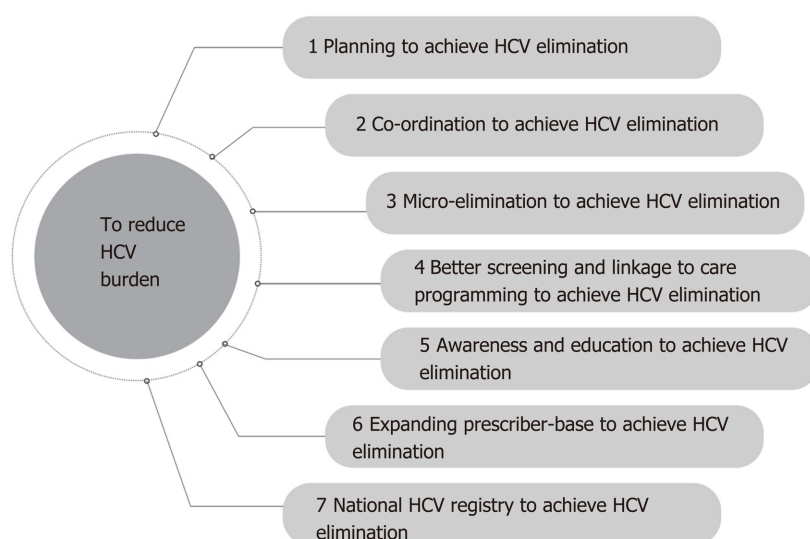 1 Planning to achieve HCV elimination
2 Co-ordination to achieve HCV elimination
3 Micro-elimination to achieve HCV elimination
To reduce
HCV
burden
4 Better screening and linkage to care
programming to achieve HCV elimination
5 Awareness and education to achieve HCV
elimination
6 Expanding prescriber-base to achieve HCV
elimination
7 National HCV registry to achieve HCV
elimination